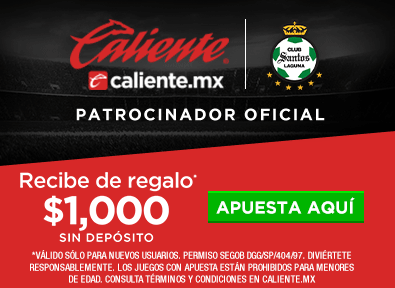 Caliente
caliente.mx
CLUB
Santos
LAGUNA
PATROCINADOR OFICIAL
Recibe de regalo*
$1,000
SIN DEPÓSITO
APUESTA AQUÍ
*VÁLIDO SÓLO PARA NUEVOS USUARIOS. PERMISO SEGOB DGG/SP/404/97. DIVIÉRTETE
RESPONSABLEMENTE. LOS JUEGOS CON APUESTA ESTÁN PROHIBIDOS PARA MENORES
DE EDAD. CONSULTA TÉRMINOS Y CONDICIONES EN CALIENTE.MX